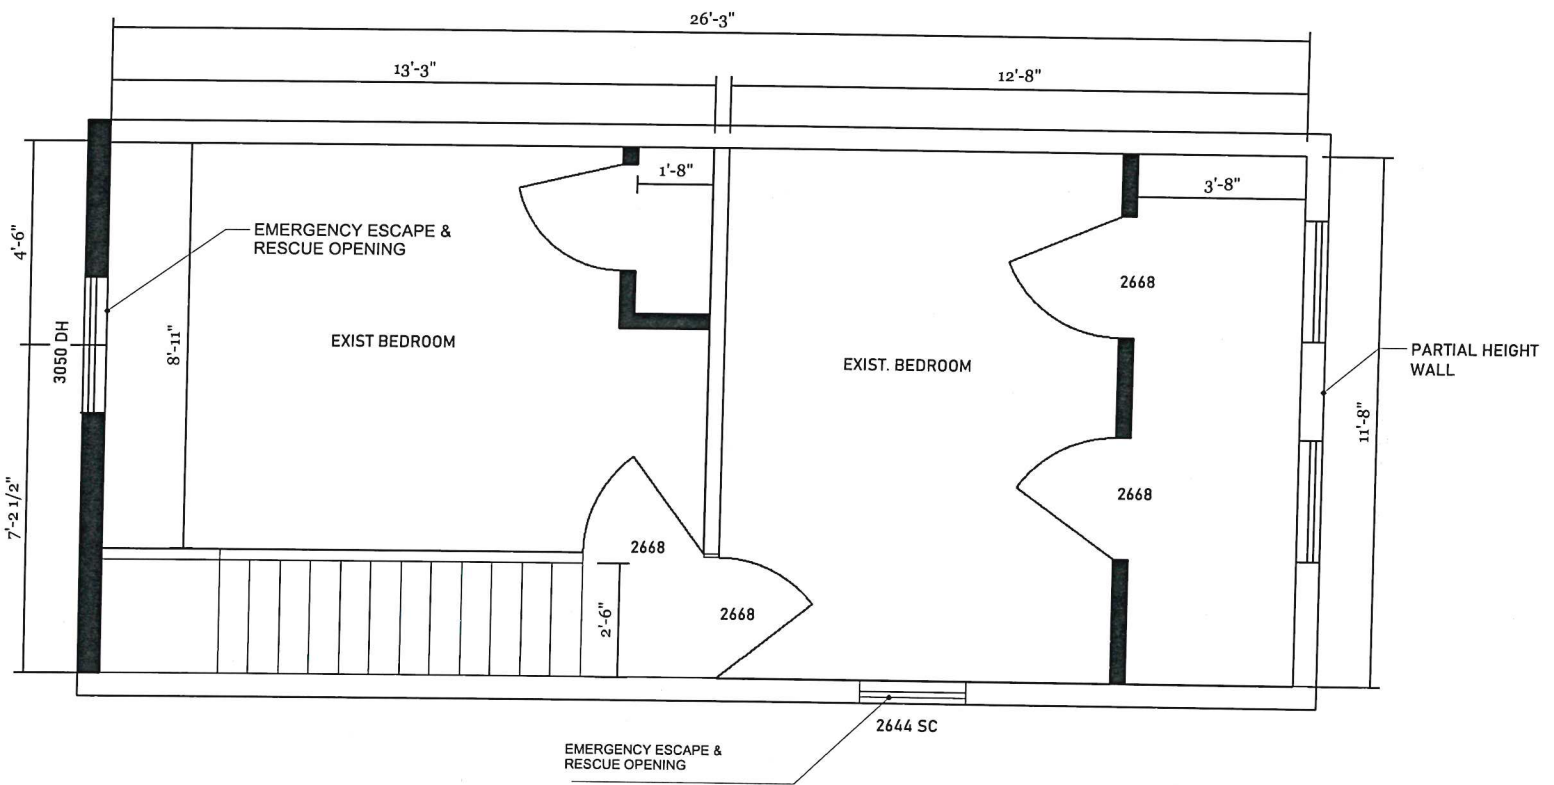 26'-3"
13'-3"
12'-8"
1'-8"
3'-8"
4'-6"
EMERGENCY ESCAPE &
RESCUE OPENING
2668
3050 DH
8'-11"
EXIST BEDROOM
EXIST. BEDROOM
PARTIAL HEIGHT
WALL
11'-8"
7'-2 1/2"
2668
2668
2'-6"
2668
2644 SC
EMERGENCY ESCAPE &
RESCUE OPENING